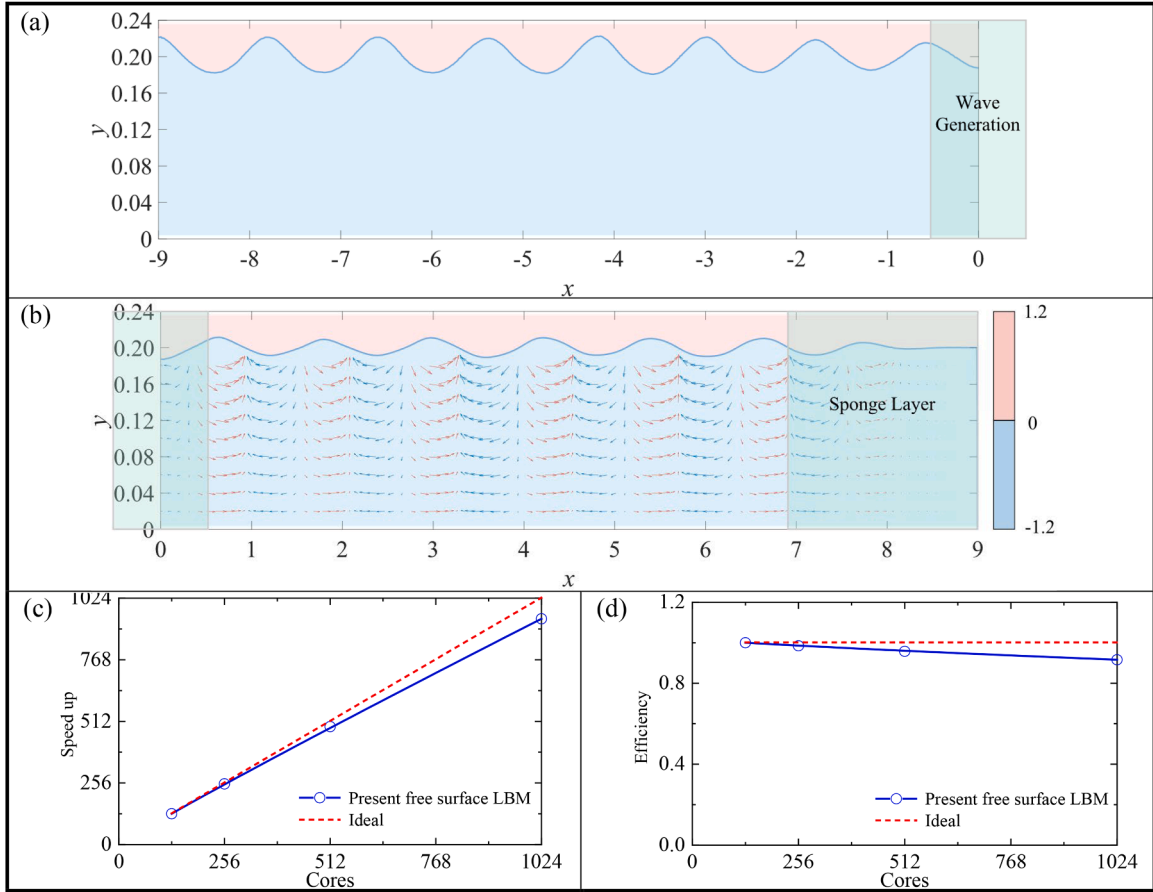 (a)
0.24
0.20
0.16
0.12
0.08
0.04
0
y
Wave
Generation
-9 -8 -7 -6 -5 -4 -3 -2 -1 0
x
(b)
0.24
0.20
0.16
0.12
0.08
0.04
0
y
Sponge Layer
1.2
0
-1.2
0 1 2 3 4 5 6 7 8 9
x
(c)
1024
768
512
256
0
Speed up
Present free surface LBM
Ideal
0 256 512 768 1024
Cores
(d)
1.2
0.8
0.4
0.0
Efficiency
Present free surface LBM
Ideal
0 256 512 768 1024
Cores